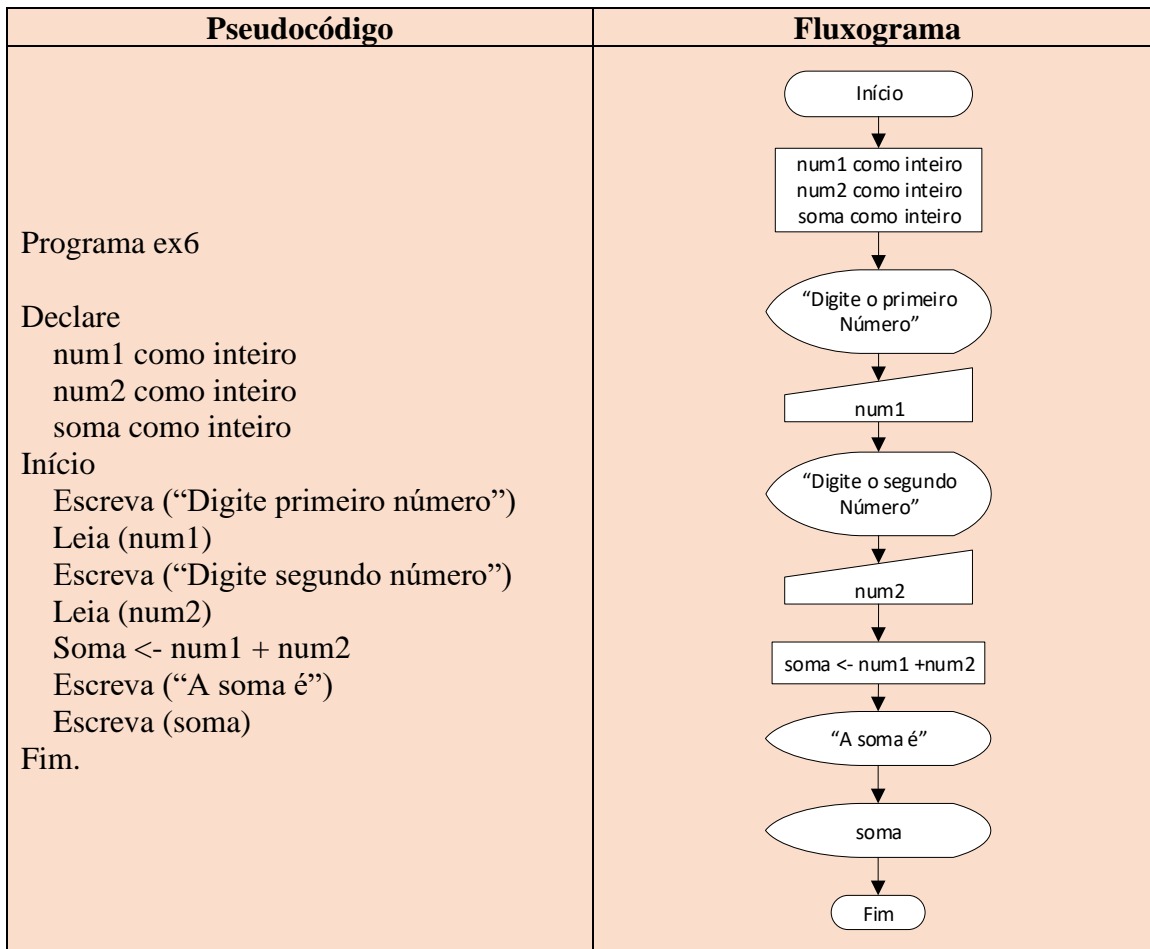 Pseudocódigo
Programa ex6
Declare
num1 como inteiro
num2 como inteiro
soma como inteiro
Início
Escreva (“Digite primeiro número”)
Leia (num1)
Escreva (“Digite segundo número”)
Leia (num2)
Soma <- num1 + num2
Escreva (“A soma é”)
Escreva (soma)
Fim.
Fluxograma
Início
num1 como inteiro
num2 como inteiro
soma como inteiro
“Digite o primeiro
Número”
num1
“Digite o segundo
Número”
num2
soma <- num1 +num2
“A soma é”
soma
Fim